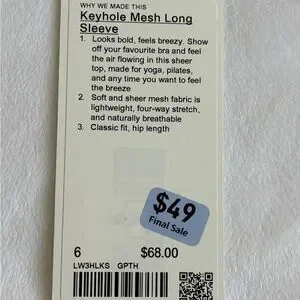 WHY WE MADE THIS
Keyhole Mesh Long
Sleeve
1. Looks bold, feels breezy. Show
off your favourite bra and feel
the air flowing in this sheer
top, made for yoga, pilates,
and any time you want to feel
the breeze
2. Soft and sheer mesh fabric is
lightweight, four-way stretch,
and naturally breathable
3. Classic fit, hip length
$49
Final Sale
6 $68.00
LW3HLKS GPTH